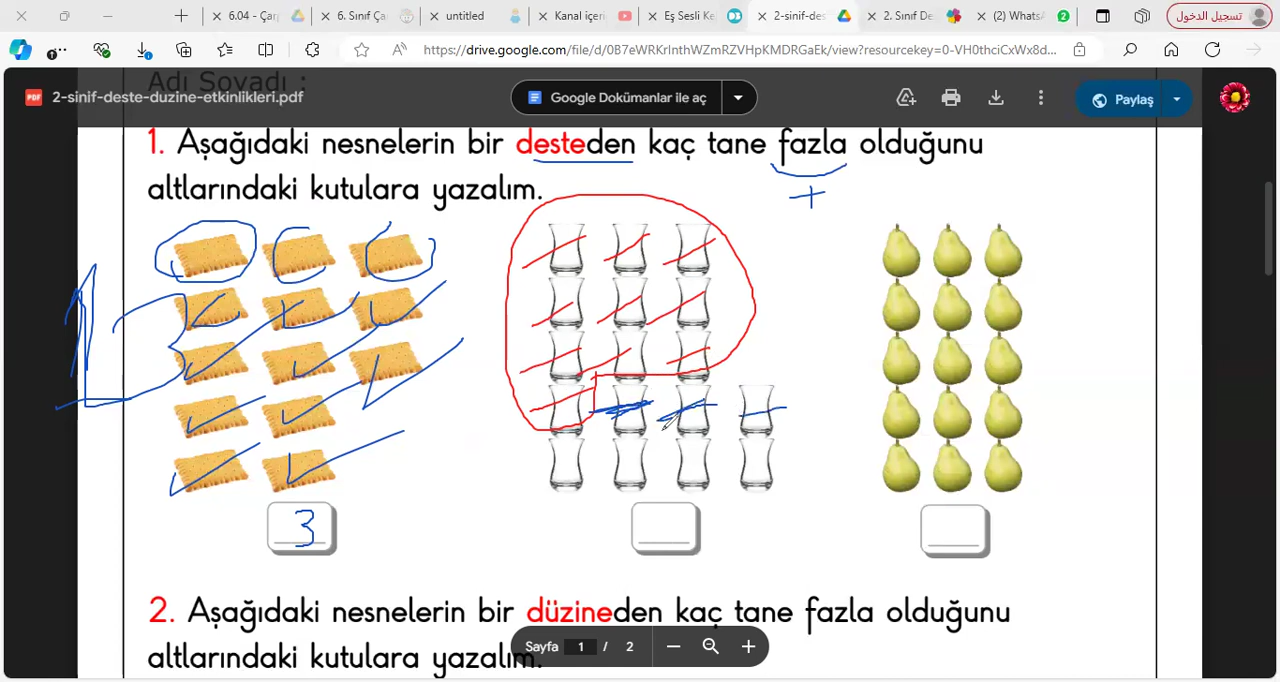 6.04 - Çarp
6. Sınıf Ça
untitled
Kanal içeri
Eş Sesli Ke
2-sinif-des
2. Sınıf De
(2) WhatsA
2
تسجيل الدخول
https://drive.google.com/file/d/0B7eWRKrInthWZmRZVHpKMDRGaEk/view?resourcekey=0-VH0thciCxWx8d...
Adı Soyadı :
PDF 2-sinif-deste-duzine-etkinlikleri.pdf
Google Dokümanlar ile aç
Paylaş
1. Aşağıdaki nesnelerin bir desteden kaç tane fazla olduğunu
altlarındaki kutulara yazalım.
+
3
2. Aşağıdaki nesnelerin bir düzineden kaç tane fazla olduğunu
altlarındaki kutulara yazalım.
Sayfa 1 / 2